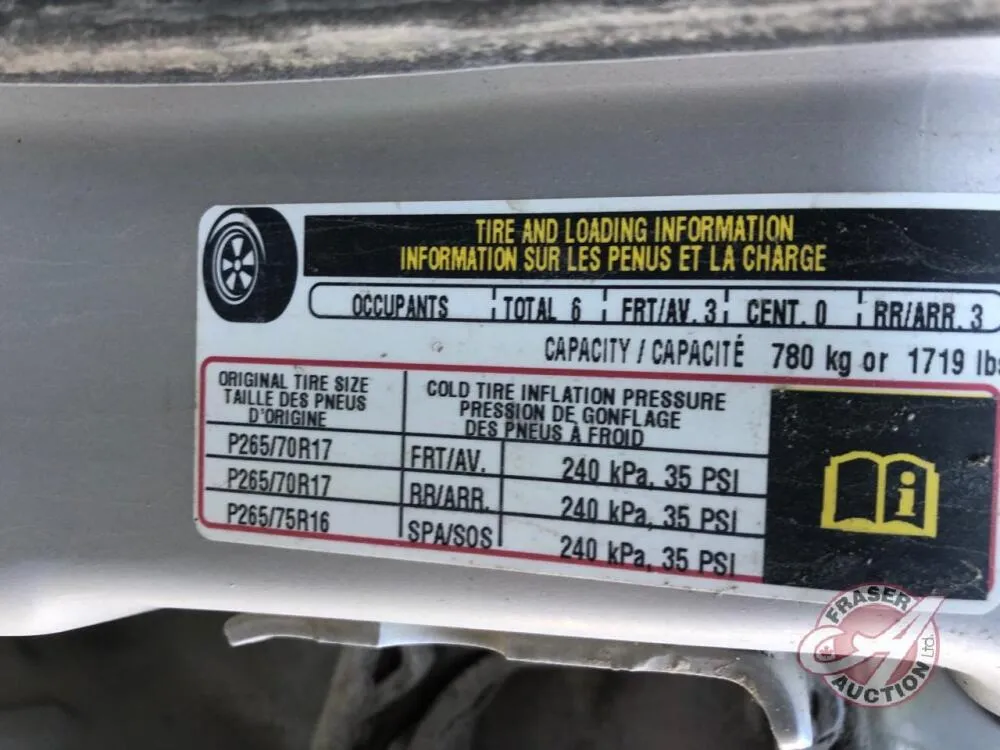 TIRE AND LOADING INFORMATION
INFORMATION SUR LES PENUS ET LA CHARGE
OCCUPANTS TOTAL 6 FRT/AV. 3 CENT. 0 RR/ARR. 3
CAPACITY / CAPACITÉ 780 kg or 1719 lbs
ORIGINAL TIRE SIZE
TAILLE DES PNEUS
D'ORIGINE
COLD TIRE INFLATION PRESSURE
PRESSION DE GONFLAGE
DES PNEUS À FROID
P265/70R17 FRT/AV. 240 kPa, 35 PSI
P265/70R17 RR/ARR. 240 kPa, 35 PSI
P265/75R16 SPA/SOS 240 kPa, 35 PSI
i
FRASER
AUCTION
Ltd.